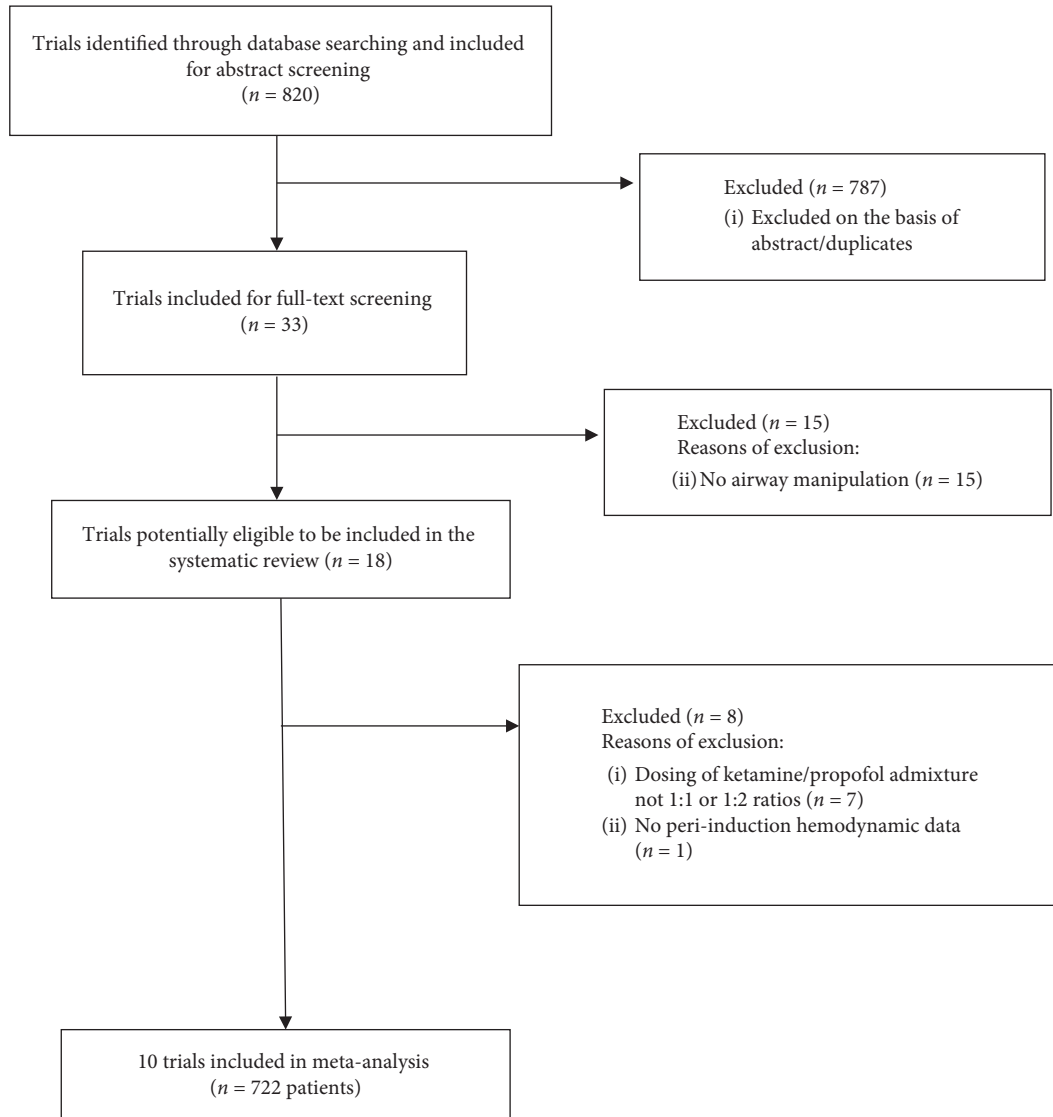 Trials identified through database searching and included
for abstract screening
(n = 820)
Excluded (n = 787)
(i) Excluded on the basis of
abstract/duplicates
Trials included for full-text screening
(n = 33)
Excluded (n = 15)
Reasons of exclusion:
(ii) No airway manipulation (n = 15)
Trials potentially eligible to be included in the
systematic review (n = 18)
Excluded (n = 8)
Reasons of exclusion:
(i) Dosing of ketamine/propofol admixture
not 1:1 or 1:2 ratios (n = 7)
(ii) No peri-induction hemodynamic data
(n = 1)
10 trials included in meta-analysis
(n = 722 patients)